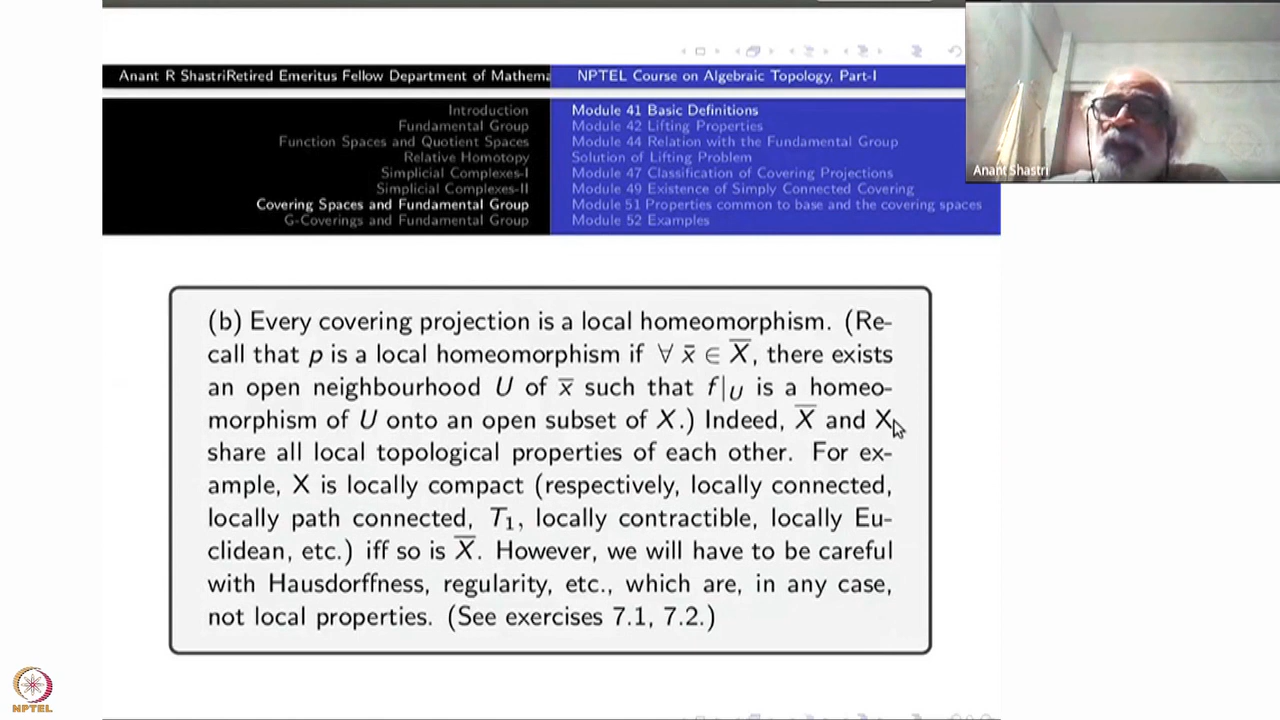 Anant R ShastriRetired Emeritus Fellow Department of Mathema
NPTEL Course on Algebraic Topology, Part-I
Introduction
Fundamental Group
Function Spaces and Quotient Spaces
Relative Homotopy
Simplicial Complexes-I
Simplicial Complexes-II
Covering Spaces and Fundamental Group
G-Coverings and Fundamental Group
Module 41 Basic Definitions
Module 42 Lifting Properties
Module 44 Relation with the Fundamental Group
Solution of Lifting Problem
Module 47 Classification of Covering Projections
Module 49 Existence of Simply Connected Covering
Module 51 Properties common to base and the covering spaces
Module 52 Examples
Anant Shastri
(b) Every covering projection is a local homeomorphism. (Re-
call that p is a local homeomorphism if ∀ x̄ ∈ X̅, there exists
an open neighbourhood U of x̄ such that f|_U is a homeo-
morphism of U onto an open subset of X.) Indeed, X̅ and X
share all local topological properties of each other. For ex-
ample, X is locally compact (respectively, locally connected,
locally path connected, T₁, locally contractible, locally Eu-
clidean, etc.) iff so is X̅. However, we will have to be careful
with Hausdorffness, regularity, etc., which are, in any case,
not local properties. (See exercises 7.1, 7.2.)
NPTEL